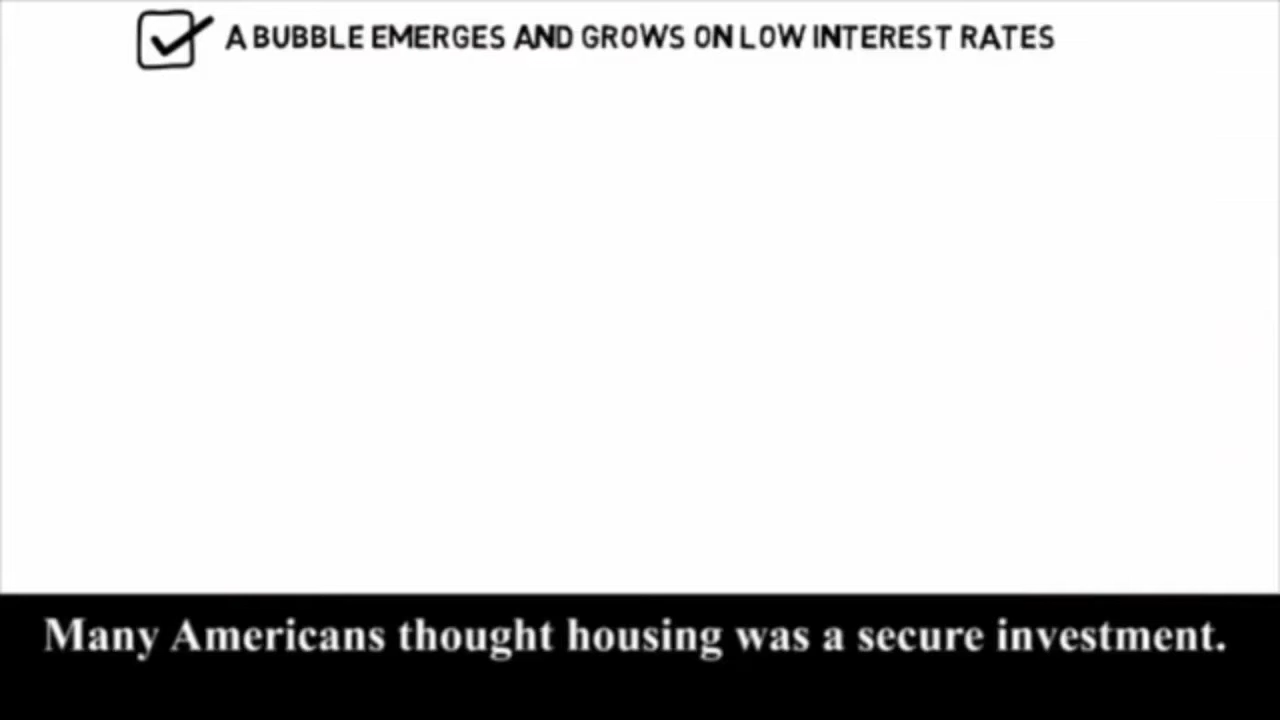 A BUBBLE EMERGES AND GROWS ON LOW INTEREST RATES
Many Americans thought housing was a secure investment.